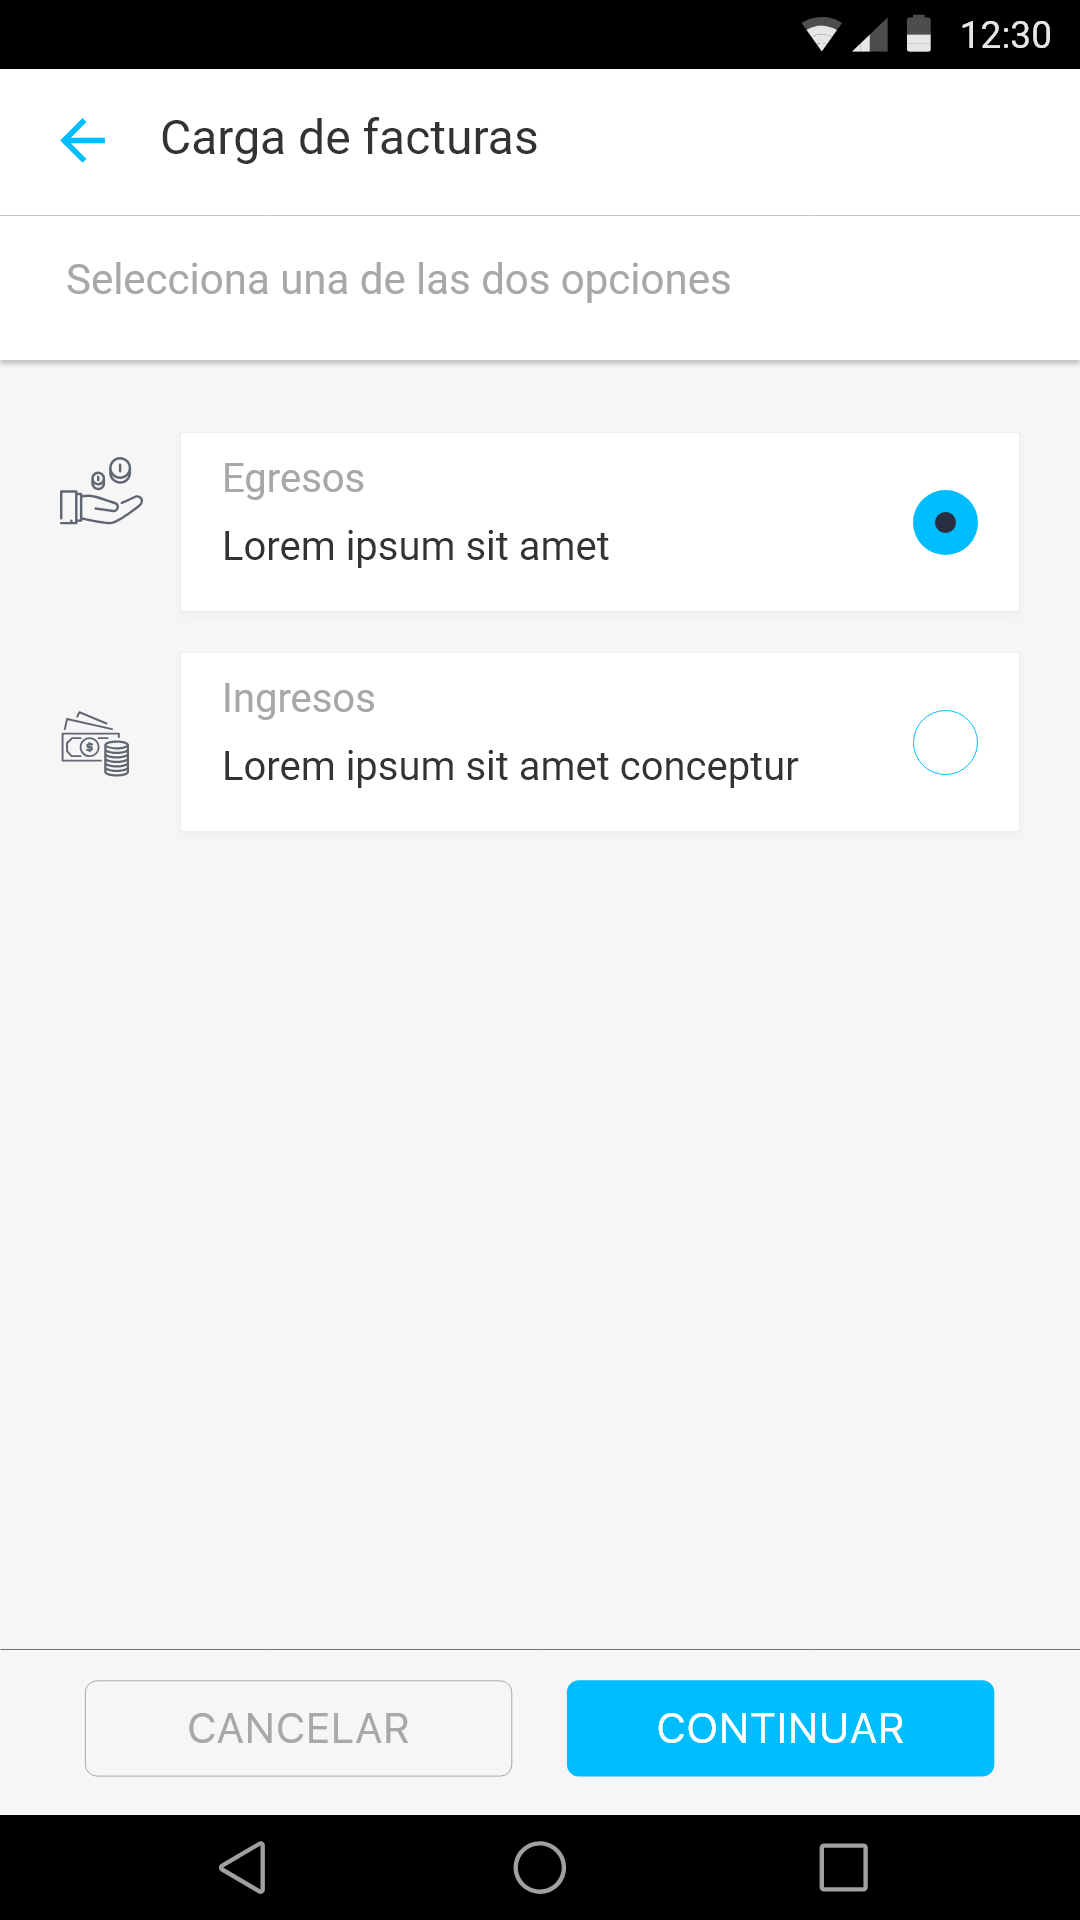 12:30
Carga de facturas
Selecciona una de las dos opciones
Egresos
Lorem ipsum sit amet
Ingresos
Lorem ipsum sit amet conceptur
CANCELAR
CONTINUAR